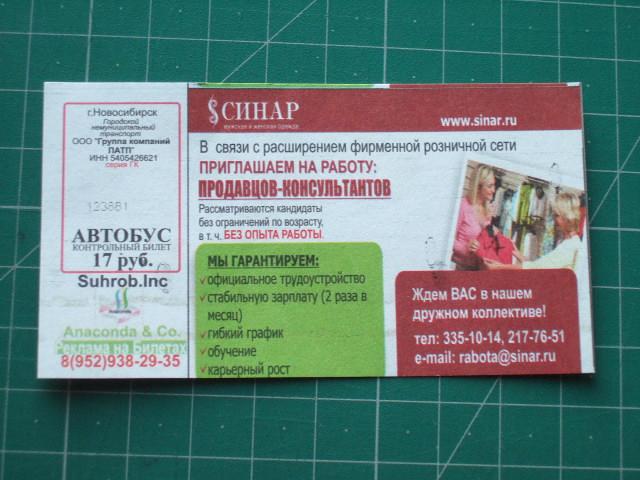 г.Новосибирск
Городской
немуниципальный
транспорт
ООО "Группа компаний
ПАТП"
ИНН 5405426621
серия ГК
123881
АВТОБУС
КОНТРОЛЬНЫЙ БИЛЕТ
17 руб.
Suhrob.Inc
Anaconda & Co.
Реклама на Билетах
8(952)938-29-35
СИНАР
мужская и женская одежда
www.sinar.ru
В связи с расширением фирменной розничной сети
ПРИГЛАШАЕМ НА РАБОТУ:
ПРОДАВЦОВ-КОНСУЛЬТАНТОВ
Рассматриваются кандидаты
без ограничений по возрасту,
в т. ч. БЕЗ ОПЫТА РАБОТЫ.
МЫ ГАРАНТИРУЕМ:
официальное трудоустройство
стабильную зарплату (2 раза в
месяц)
гибкий график
обучение
карьерный рост
Ждем ВАС в нашем
дружном коллективе!
тел: 335-10-14, 217-76-51
e-mail: rabota@sinar.ru